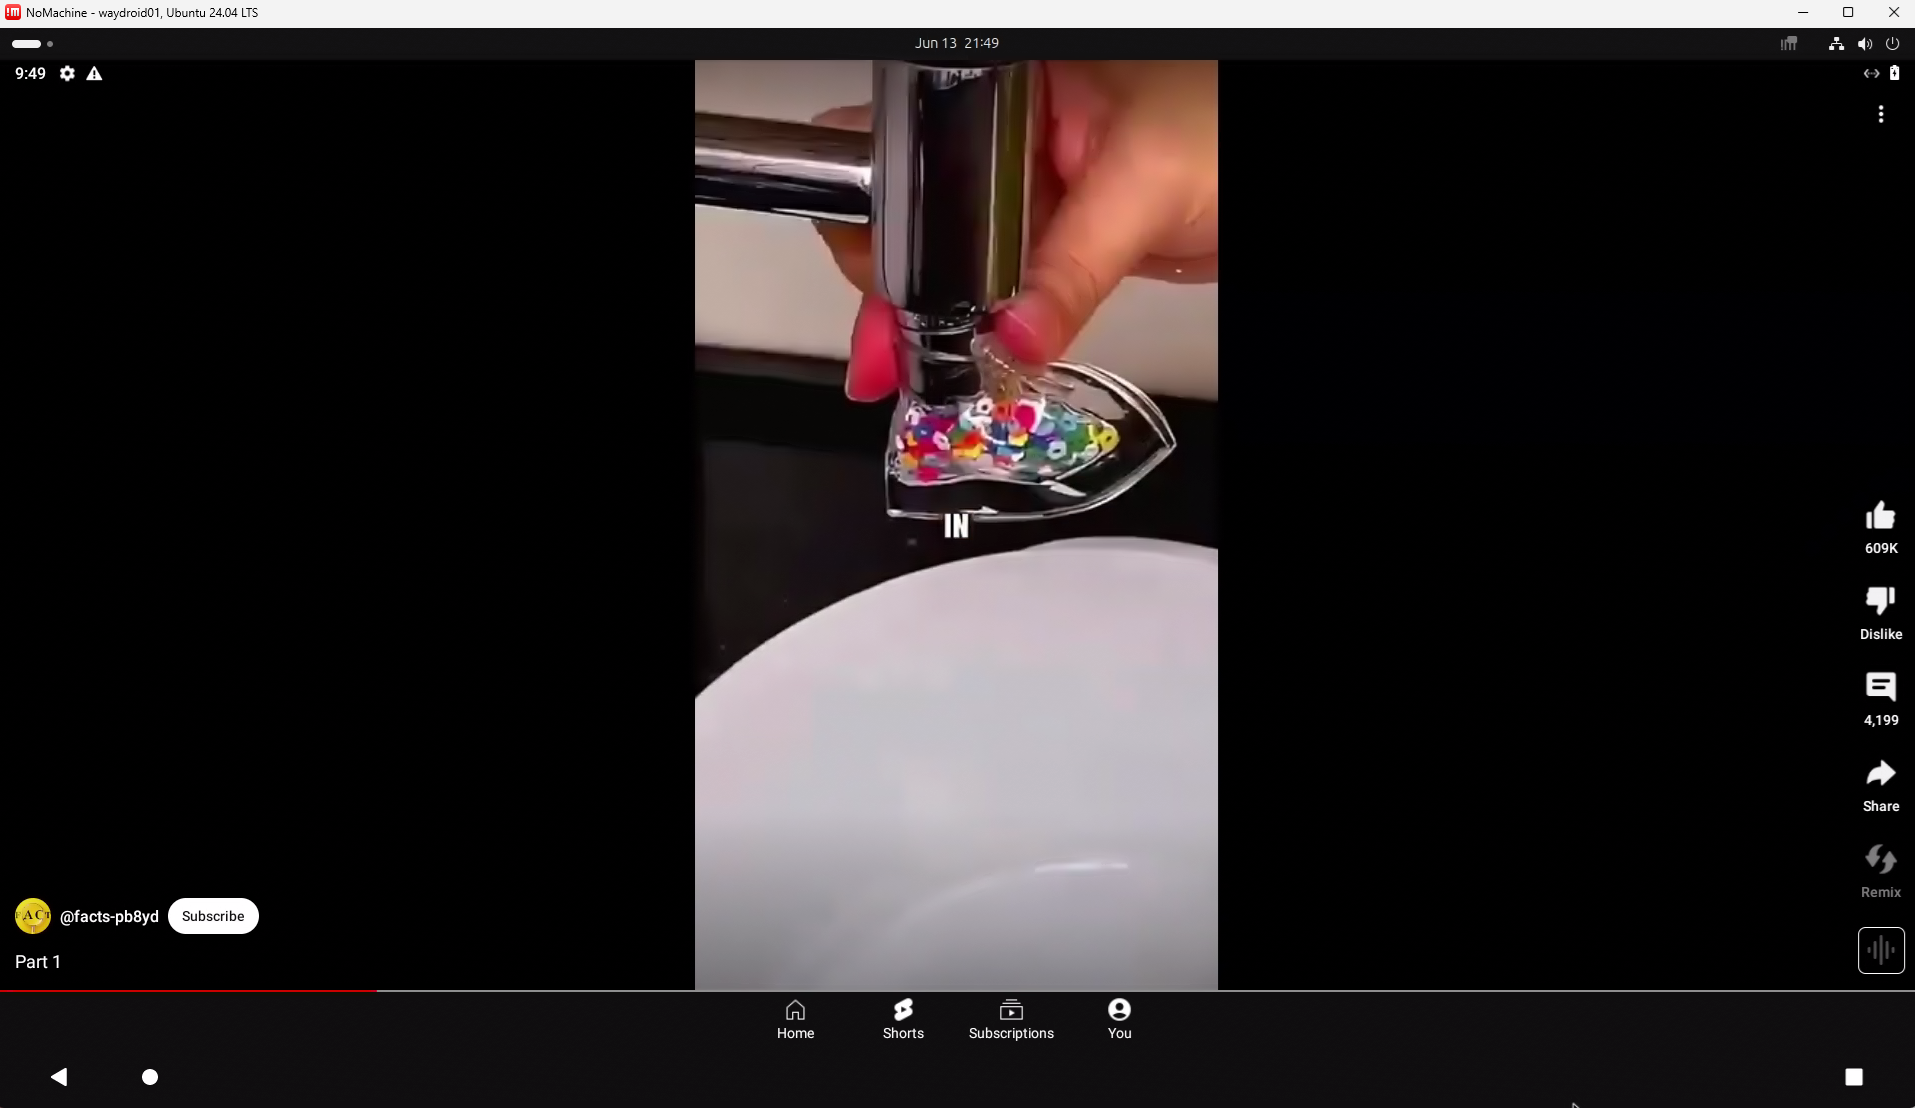 NoMachine - waydroid01, Ubuntu 24.04 LTS
Jun 13 21:49
9:49
IN
609K
Dislike
4,199
Share
Remix
FACT
@facts-pb8yd
Subscribe
Part 1
Home
Shorts
Subscriptions
You